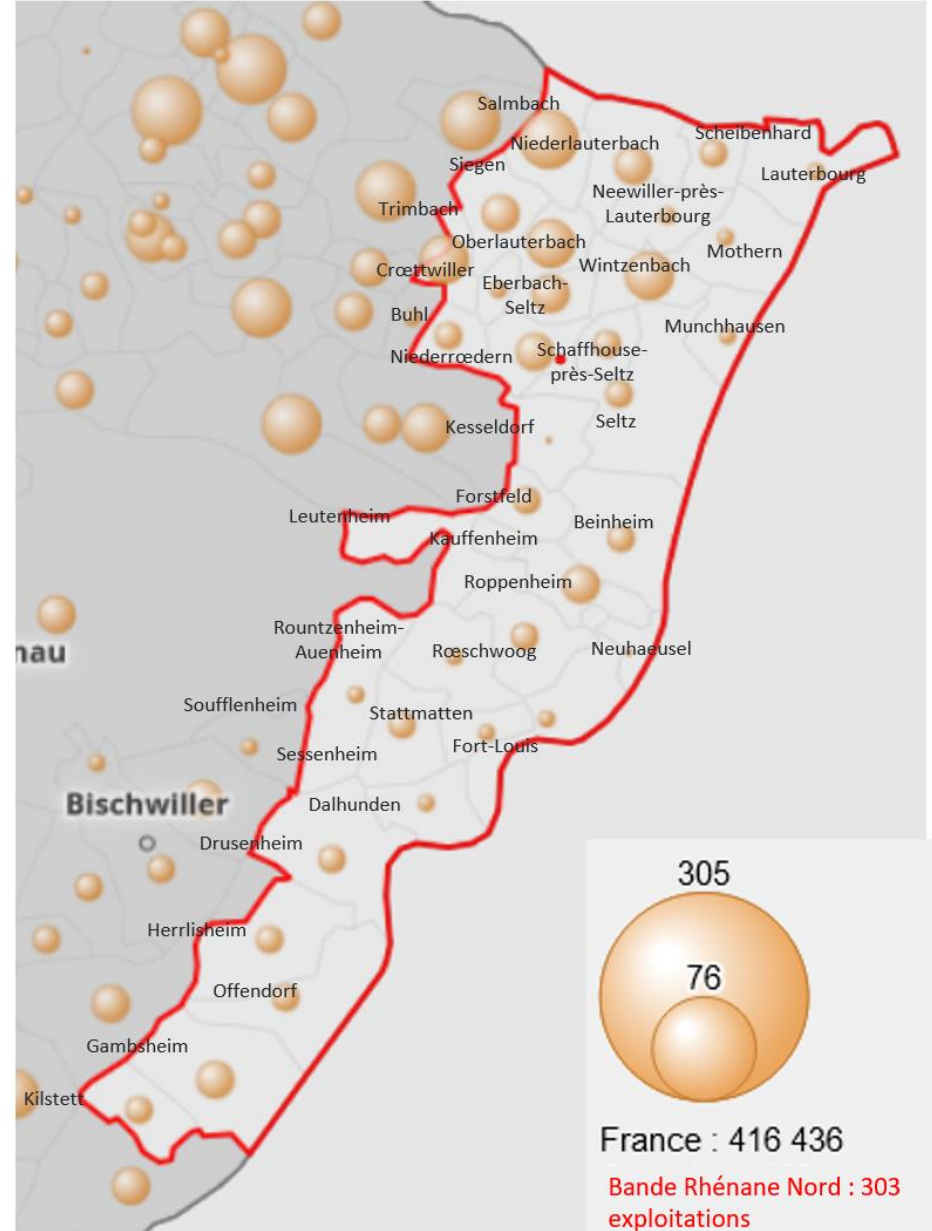 Salmbach
Niederlauterbach
Scheibenhard
Siegen
Lauterbourg
Neewiller-près-
Lauterbourg
Trimbach
Oberlauterbach
Mothern
Crœttwiller
Wintzenbach
Eberbach-
Seltz
Buhl
Munchhausen
Niederrœdern
Schaffhouse-
près-Seltz
Seltz
Kesseldorf
Forstfeld
Leutenheim
Beinheim
Kauffenheim
Roppenheim
Rountzenheim-
Auenheim
nau
Rœschwoog
Neuhaeusel
Soufflenheim
Stattmatten
Sessenheim
Fort-Louis
Bischwiller
Dalhunden
Drusenheim
Herrlisheim
Offendorf
Gambsheim
Kilstett
305
76
France : 416 436
Bande Rhénane Nord : 303
exploitations